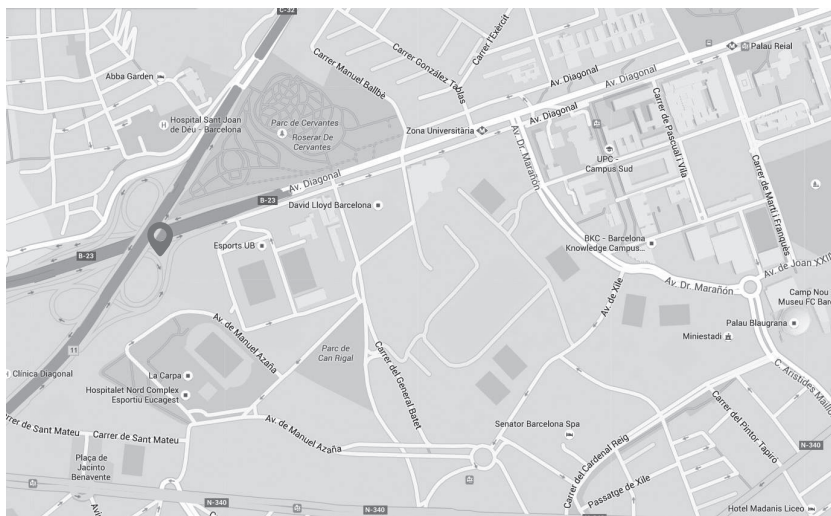 C-32
Carrer l'Exèrcit
Palau Reial
Abba Garden
Carrer Manuel Ballbè
Carrer González Tablas
Av. Diagonal
Av. Diagonal
Av. Diagonal
Hospital Sant Joan
de Déu - Barcelona
Parc de Cervantes
Roserar De
Cervantes
Zona Universitària
Av. Dr. Marañón
UPC -
Campus Sud
Carrer de Pascual i Vila
Carrer de Martí i Franquès
Av. Diagonal
B-23
David Lloyd Barcelona
B-23
Esports UB
BKC - Barcelona
Knowledge Campus...
Av. de Xile
Av. Dr. Marañón
Av. de Joan XXIII
Camp Nou
Museu FC Bar
Palau Blaugrana
Miniestadi
Av. de Manuel Azaña
Parc de
Can Rigal
11
Clínica Diagonal
La Carpa
Hospitalet Nord Complex
Esportiu Eucagest
Carrer del General Batet
C. Arístides Maillo
Carrer de Sant Mateu
Carrer de Sant Mateu
Av. de Manuel Azaña
Senator Barcelona Spa
Carrer del Cardenal Reig
Carrer del Pintor Tapiró
N-340
Plaça de
Jacinto
Benavente
Passatge de Xile
N-340
N-340
Hotel Madanis Liceo